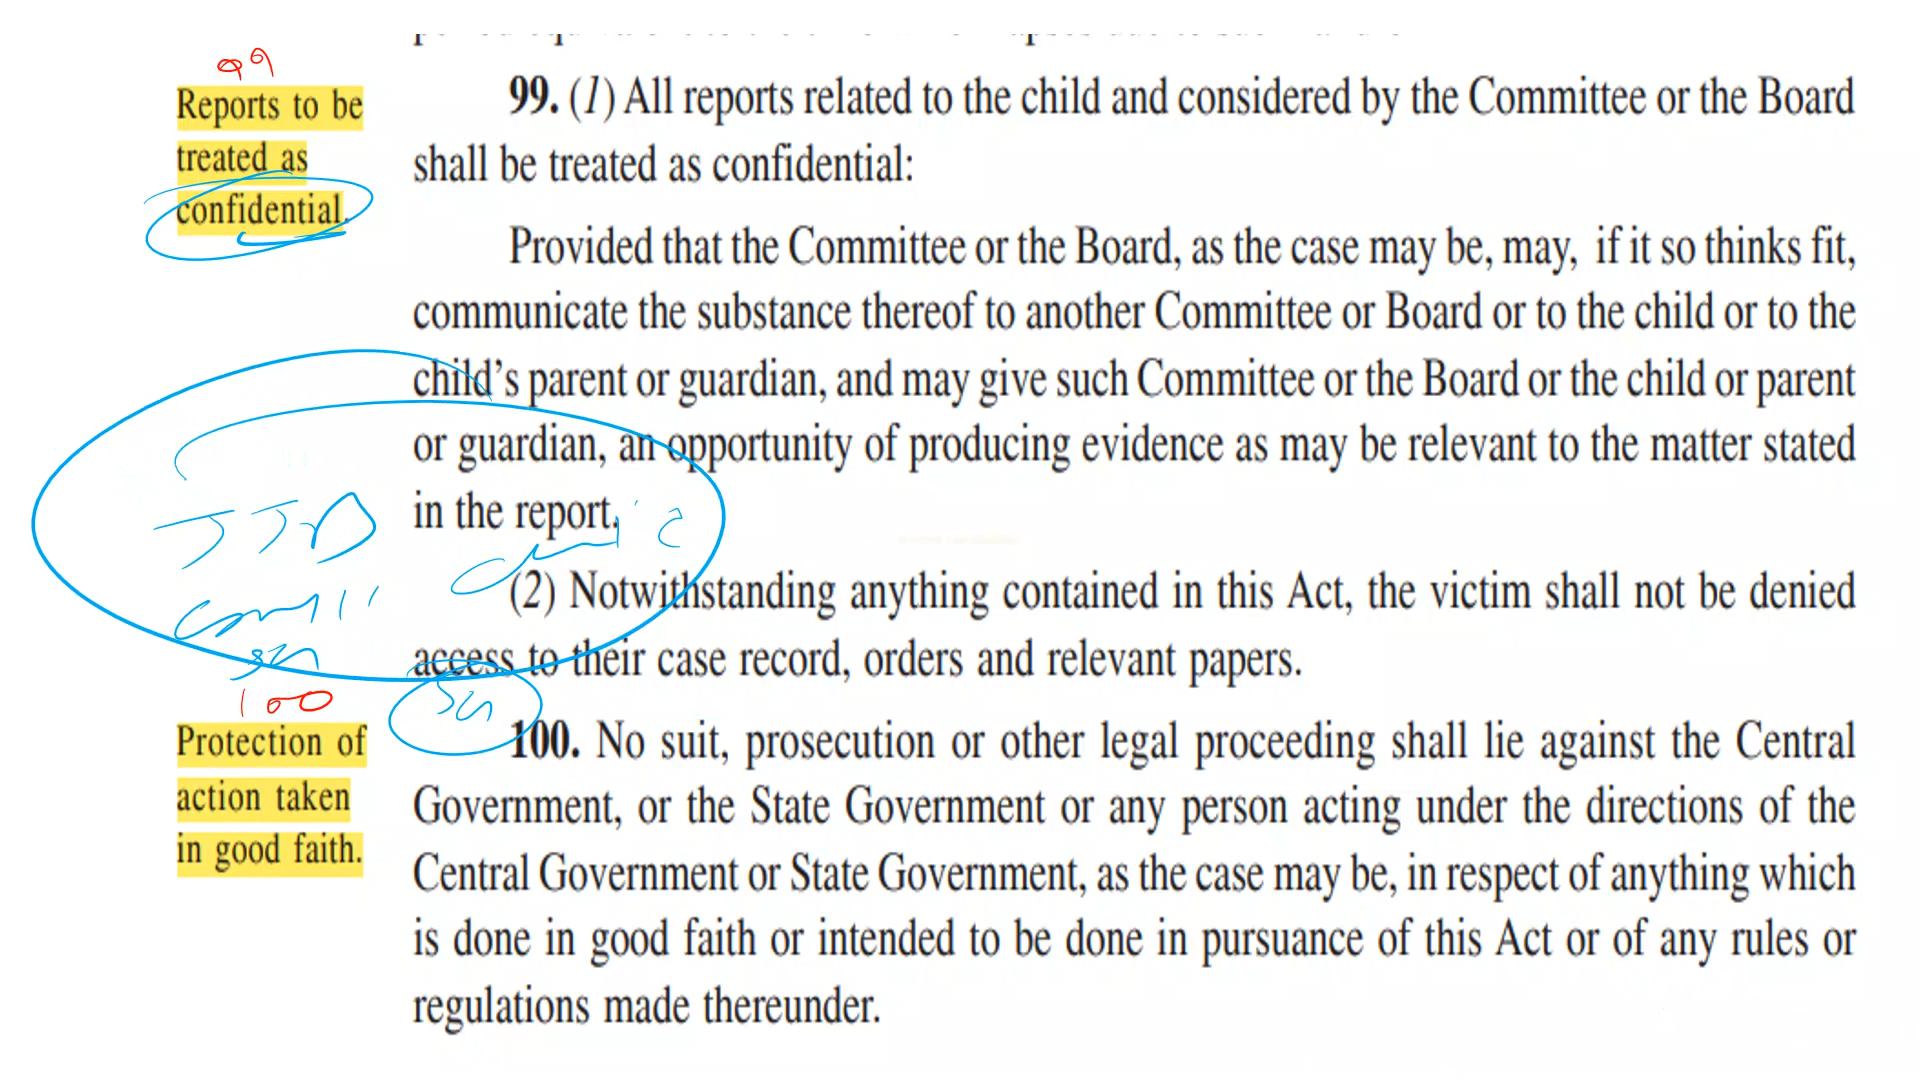 99
Reports to be
treated as
confidential.
99. (1) All reports related to the child and considered by the Committee or the Board
shall be treated as confidential:
Provided that the Committee or the Board, as the case may be, may, if it so thinks fit,
communicate the substance thereof to another Committee or Board or to the child or to the
child’s parent or guardian, and may give such Committee or the Board or the child or parent
or guardian, an opportunity of producing evidence as may be relevant to the matter stated
in the report.
JJB
(2) Notwithstanding anything contained in this Act, the victim shall not be denied
access to their case record, orders and relevant papers.
100
Protection of
action taken
in good faith.
100. No suit, prosecution or other legal proceeding shall lie against the Central
Government, or the State Government or any person acting under the directions of the
Central Government or State Government, as the case may be, in respect of anything which
is done in good faith or intended to be done in pursuance of this Act or of any rules or
regulations made thereunder.